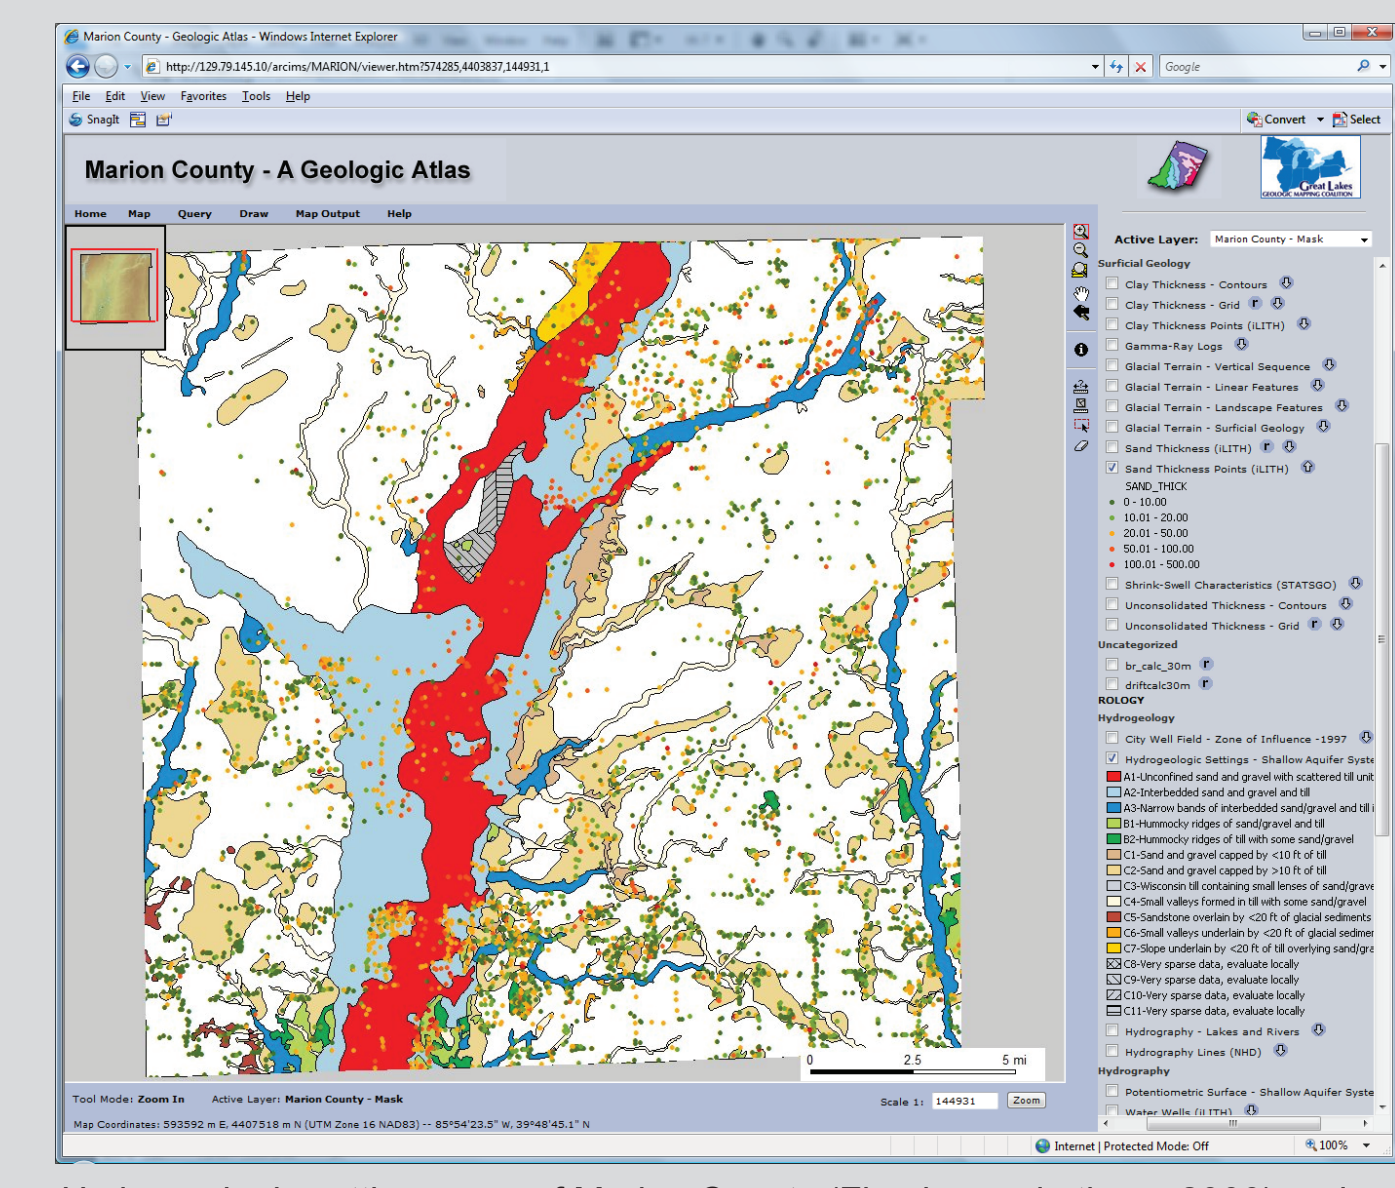 Marion County - Geologic Atlas - Windows Internet Explorer
http://129.79.145.10/arcims/MARION/viewer.htm?574285,4403837,144931,1
Google
File Edit View Favorites Tools Help
SnagIt
Convert Select
Marion County - A Geologic Atlas
Great Lakes
GEOLOGIC MAPPING COALITION
Home Map Query Draw Map Output Help
Active Layer: Marion County - Mask
Surficial Geology
Clay Thickness - Contours
Clay Thickness - Grid r
Clay Thickness Points (iLITH)
Gamma-Ray Logs
Glacial Terrain - Vertical Sequence
Glacial Terrain - Linear Features
Glacial Terrain - Landscape Features
Glacial Terrain - Surficial Geology
Sand Thickness (iLITH) r
Sand Thickness Points (iLITH)
SAND_THICK
0 - 10.00
10.01 - 20.00
20.01 - 50.00
50.01 - 100.00
100.01 - 500.00
Shrink-Swell Characteristics (STATSGO)
Unconsolidated Thickness - Contours
Unconsolidated Thickness - Grid r
Uncategorized
br_calc_30m r
driftcalc30m r
ROLOGY
Hydrogeology
City Well Field - Zone of Influence -1997
Hydrogeologic Settings - Shallow Aquifer Syste
A1-Unconfined sand and gravel with scattered till unit
A2-Interbedded sand and gravel and till
A3-Narrow bands of interbedded sand/gravel and till i
B1-Hummocky ridges of sand/gravel and till
B2-Hummocky ridges of till with some sand/gravel
C1-Sand and gravel capped by <10 ft of till
C2-Sand and gravel capped by >10 ft of till
C3-Wisconsin till containing small lenses of sand/grave
C4-Small valleys formed in till with some sand/gravel
C5-Sandstone overlain by <20 ft of glacial sediments
C6-Small valleys underlain by <20 ft of glacial sedimer
C7-Slope underlain by <20 ft of till overlying sand/gra
C8-Very sparse data, evaluate locally
C9-Very sparse data, evaluate locally
C10-Very sparse data, evaluate locally
C11-Very sparse data, evaluate locally
Hydrography - Lakes and Rivers
Hydrography Lines (NHD)
Hydrography
Potentiometric Surface - Shallow Aquifer Syste
Water Wells (iLITH)
0 2.5 5 mi
Tool Mode: Zoom In Active Layer: Marion County - Mask
Scale 1: 144931 Zoom
Map Coordinates: 593592 m E, 4407518 m N (UTM Zone 16 NAD83) -- 85°54'23.5" W, 39°48'45.1" N
Internet | Protected Mode: Off 100%